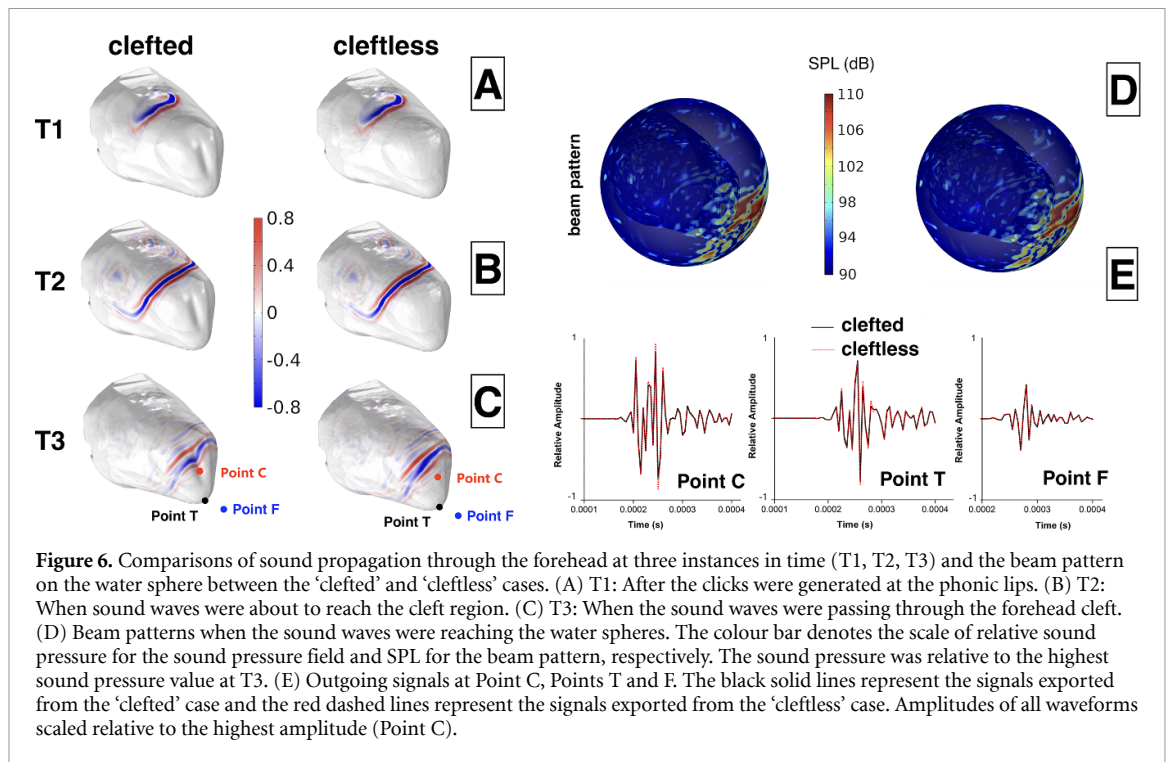 clefted
cleftless
A
T1
T2
B
0.8
0.4
0
-0.4
-0.8
T3
C
Point C
Point T
Point F
Point C
Point T
Point F
SPL (dB)
110
106
102
98
94
90
beam pattern
D
E
clefted
cleftless
1
Relative Amplitude
-1
0.0001 0.0002 0.0003 0.0004
Time (s)
Point C
1
Relative Amplitude
-1
0.0001 0.0002 0.0003 0.0004
Time (s)
Point T
1
Relative Amplitude
-1
0.0001 0.0002 0.0003 0.0004
Time (s)
Point F
Figure 6. Comparisons of sound propagation through the forehead at three instances in time (T1, T2, T3) and the beam pattern
on the water sphere between the ‘clefted’ and ‘cleftless’ cases. (A) T1: After the clicks were generated at the phonic lips. (B) T2:
When sound waves were about to reach the cleft region. (C) T3: When the sound waves were passing through the forehead cleft.
(D) Beam patterns when the sound waves were reaching the water spheres. The colour bar denotes the scale of relative sound
pressure for the sound pressure field and SPL for the beam pattern, respectively. The sound pressure was relative to the highest
sound pressure value at T3. (E) Outgoing signals at Point C, Points T and F. The black solid lines represent the signals exported
from the ‘clefted’ case and the red dashed lines represent the signals exported from the ‘cleftless’ case. Amplitudes of all waveforms
scaled relative to the highest amplitude (Point C).